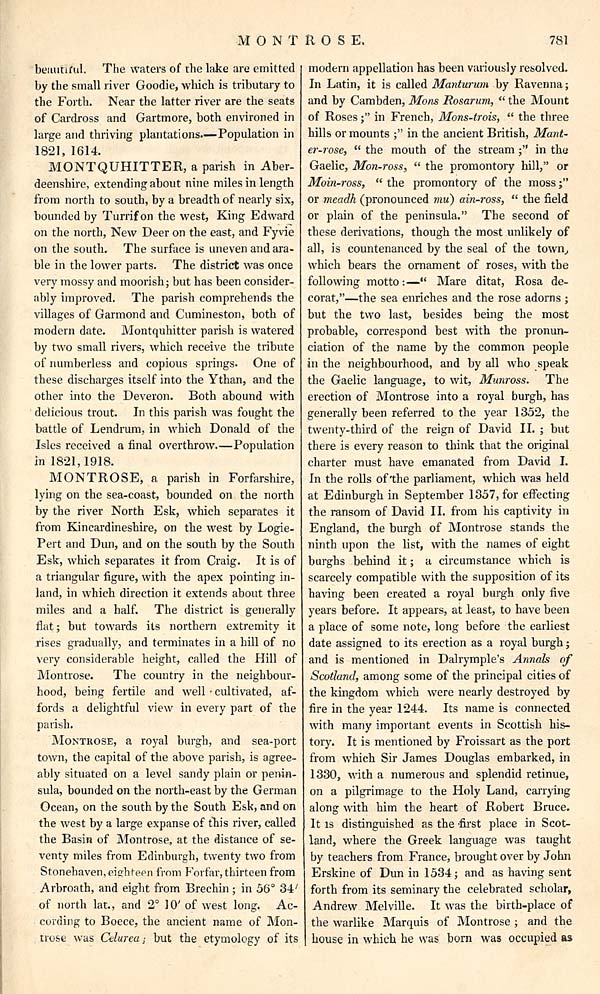 MONTROSE.
781
beautiful. The waters of the lake are emitted
by the small river Goodie, which is tributary to
the Forth. Near the latter river are the seats
of Cardross and Gartmore, both environed in
large and thriving plantations.—Population in
1821, 1614.
MONTQUHITTER, a parish in Aber-
deenshire, extending about nine miles in length
from north to south, by a breadth of nearly six,
bounded by Turrif on the west, King Edward
on the north, New Deer on the east, and Fyvie
on the south. The surface is uneven and ara-
ble in the lower parts. The district was once
very mossy and moorish; but has been consider-
ably improved. The parish comprehends the
villages of Garmond and Cumineston, both of
modern date. Montquhitter parish is watered
by two small rivers, which receive the tribute
of numberless and copious springs. One of
these discharges itself into the Ythan, and the
other into the Deveron. Both abound with
delicious trout. In this parish was fought the
battle of Lendrum, in which Donald of the
Isles received a final overthrow.—Population
in 1821, 1918.
MONTROSE, a parish in Forfarshire,
lying on the sea-coast, bounded on the north
by the river North Esk, which separates it
from Kincardineshire, on the west by Logie-
Pert and Dun, and on the south by the South
Esk, which separates it from Craig. It is of
a triangular figure, with the apex pointing in-
land, in which direction it extends about three
miles and a half. The district is generally
flat; but towards its northern extremity it
rises gradually, and terminates in a hill of no
very considerable height, called the Hill of
Montrose. The country in the neighbour-
hood, being fertile and well cultivated, af-
fords a delightful view in every part of the
parish.
MONTROSE, a royal burgh, and sea-port
town, the capital of the above parish, is agree-
ably situated on a level sandy plain or penin-
sula, bounded on the north-east by the German
Ocean, on the south by the South Esk, and on
the west by a large expanse of this river, called
the Basin of Montrose, at the distance of se-
venty miles from Edinburgh, twenty two from
Stonehaven, eighteen from Forfar, thirteen from
Arbroath, and eight from Brechin; in 56° 34′
of north lat., and 2° 10′ of west long. Ac-
cording to Boece, the ancient name of Mon-
trose was Celurea; but the etymology of its
modern appellation has been variously resolved.
In Latin, it is called Manturum by Ravenna;
and by Cambden, Mons Rosarum, “ the Mount
of Roses;” in French, Mons-trois, “ the three
hills or mounts ;” in the ancient British, Mant-
er-rose, “ the mouth of the stream ;” in the
Gaelic, Mon-ross, “ the promontory hill,” or
Moin-ross, “ the promontory of the moss;”
or meadh (pronounced mu) ain-ross, “ the field
or plain of the peninsula.” The second of
these derivations, though the most unlikely of
all, is countenanced by the seal of the town,
which bears the ornament of roses, with the
following motto:—“ Mare ditat, Rosa de-
corat,”—the sea enriches and the rose adorns ;
but the two last, besides being the most
probable, correspond best with the pronun-
ciation of the name by the common people
in the neighbourhood, and by all who speak
the Gaelic language, to wit, Munross. The
erection of Montrose into a royal burgh, has
generally been referred to the year 1352, the
twenty-third of the reign of David II. ; but
there is every reason to think that the original
charter must have emanated from David I.
In the rolls of the parliament, which was held
at Edinburgh in September 1357, for effecting
the ransom of David II. from his captivity in
England, the burgh of Montrose stands the
ninth upon the list, with the names of eight
burghs behind it; a circumstance which is
scarcely compatible with the supposition of its
having been created a royal burgh only five
years before. It appears, at least, to have been
a place of some note, long before the earliest
date assigned to its erection as a royal burgh;
and is mentioned in Dalrymple's Annals of
Scotland, among some of the principal cities of
the kingdom which were nearly destroyed by
fire in the year 1244. Its name is connected
with many important events in Scottish his-
tory. It is mentioned by Froissart as the port
from which Sir James Douglas embarked, in
1330, with a numerous and splendid retinue,
on a pilgrimage to the Holy Land, carrying
along with him the heart of Robert Bruce.
It is distinguished as the first place in Scot-
land, where the Greek language was taught
by teachers from France, brought over by John
Erskine of Dun in 1534; and as having sent
forth from its seminary the celebrated scholar,
Andrew Melville. It was the birth-place of
the warlike Marquis of Montrose ; and the
house in which he was born was occupied as